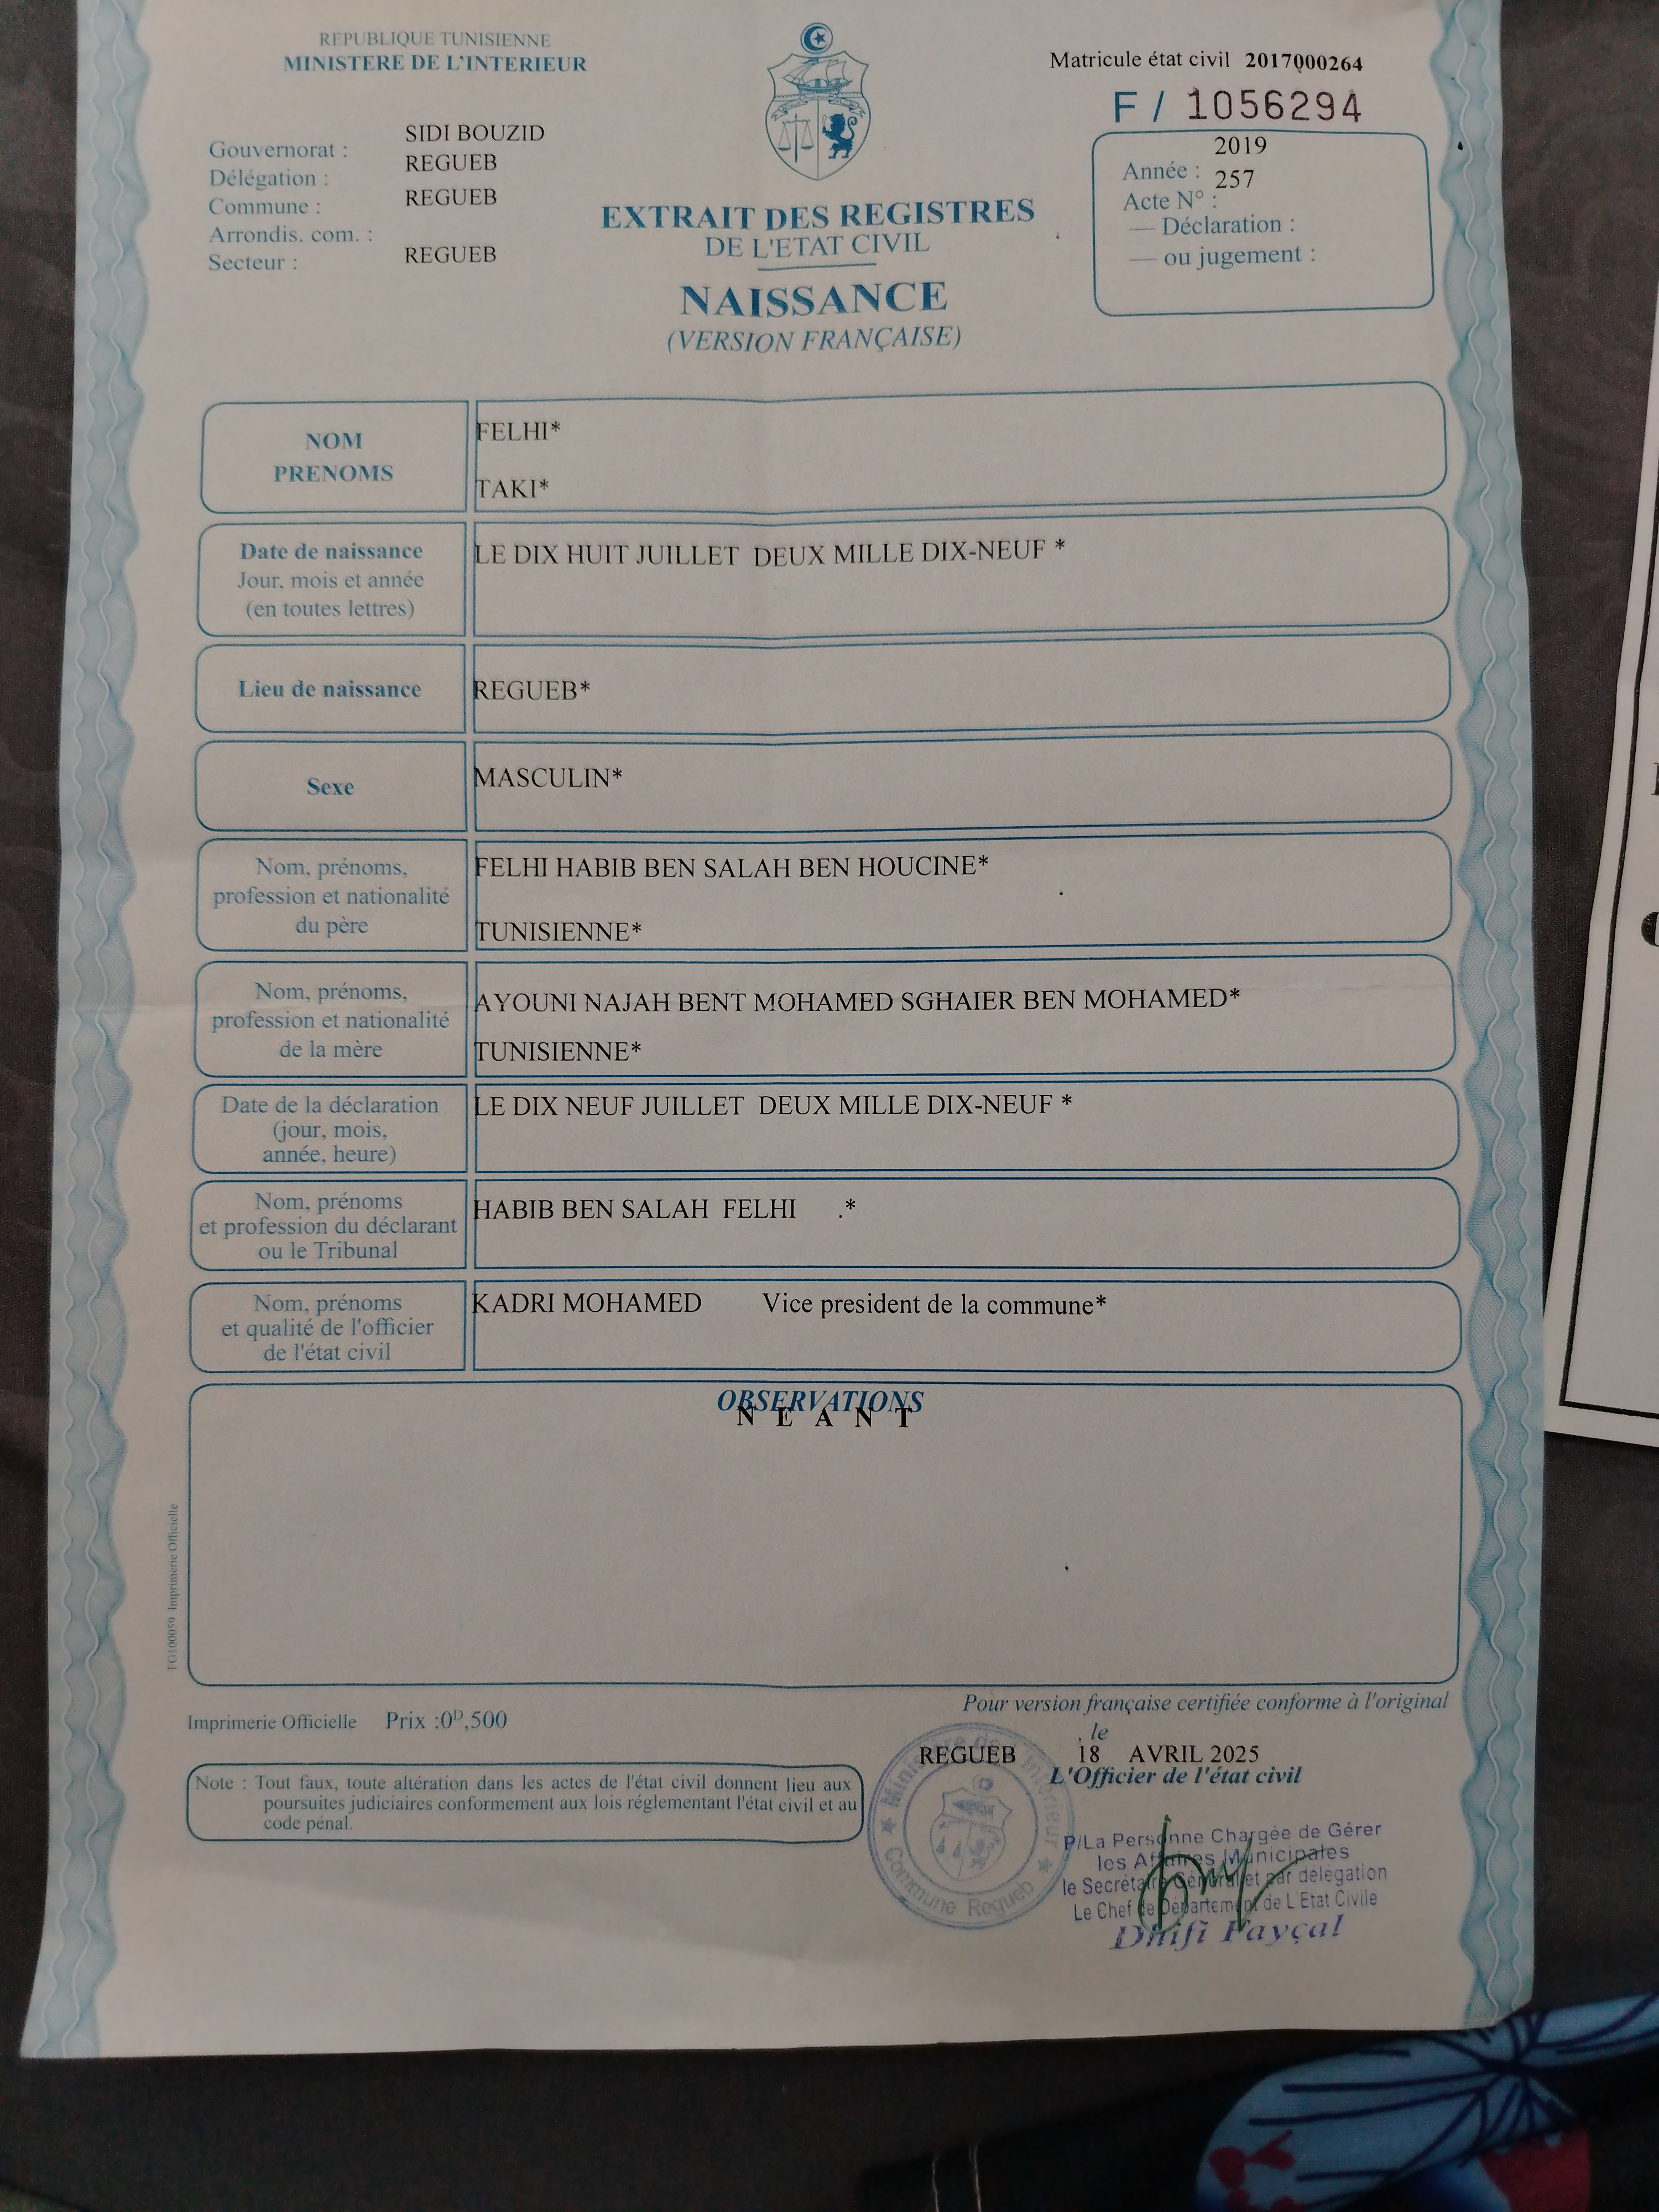 REPUBLIQUE TUNISIENNE
MINISTERE DE L'INTERIEUR
Matricule état civil 2017000264
F / 1056294
Gouvernorat : SIDI BOUZID
Délégation : REGUEB
Commune : REGUEB
Arrondis. com. :
Secteur : REGUEB
EXTRAIT DES REGISTRES
DE L'ETAT CIVIL
NAISSANCE
(VERSION FRANÇAISE)
Année : 2019
Acte N° : 257
— Déclaration :
— ou jugement :
NOM
PRENOMS
FELHI*
TAKI*
Date de naissance
Jour, mois et année
(en toutes lettres)
LE DIX HUIT JUILLET DEUX MILLE DIX-NEUF *
Lieu de naissance
REGUEB*
Sexe
MASCULIN*
Nom, prénoms,
profession et nationalité
du père
FELHI HABIB BEN SALAH BEN HOUCINE*
TUNISIENNE*
Nom, prénoms,
profession et nationalité
de la mère
AYOUNI NAJAH BENT MOHAMED SGHAIER BEN MOHAMED*
TUNISIENNE*
Date de la déclaration
(jour, mois,
année, heure)
LE DIX NEUF JUILLET DEUX MILLE DIX-NEUF *
Nom, prénoms
et profession du déclarant
ou le Tribunal
HABIB BEN SALAH FELHI .*
Nom, prénoms
et qualité de l'officier
de l'état civil
KADRI MOHAMED Vice president de la commune*
OBSERVATIONS
N E A N T
FG100059 Imprimerie Officielle
Imprimerie Officielle Prix :0ᴰ,500
Pour version française certifiée conforme à l'original
, le
REGUEB 18 AVRIL 2025
L'Officier de l'état civil
Note : Tout faux, toute altération dans les actes de l'état civil donnent lieu aux
poursuites judiciaires conformement aux lois réglementant l'état civil et au
code pénal.
Ministère de l'Intérieur
Commune Regueb
P/La Personne Chargée de Gérer
les Affaires Municipales
le Secrétaire Général et par délégation
Le Chef de Département de L'Etat Civile
Dhifi Fayçal